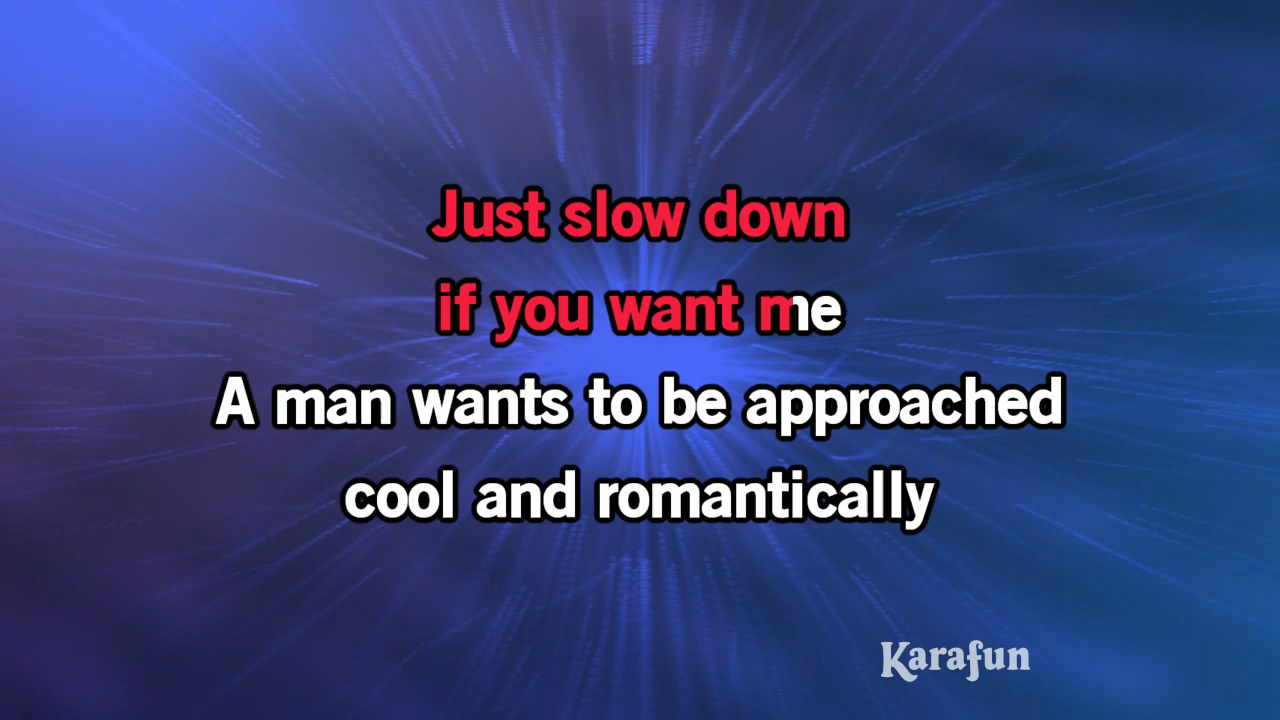 Just slow down
if you want me
A man wants to be approached
cool and romantically
Karafun